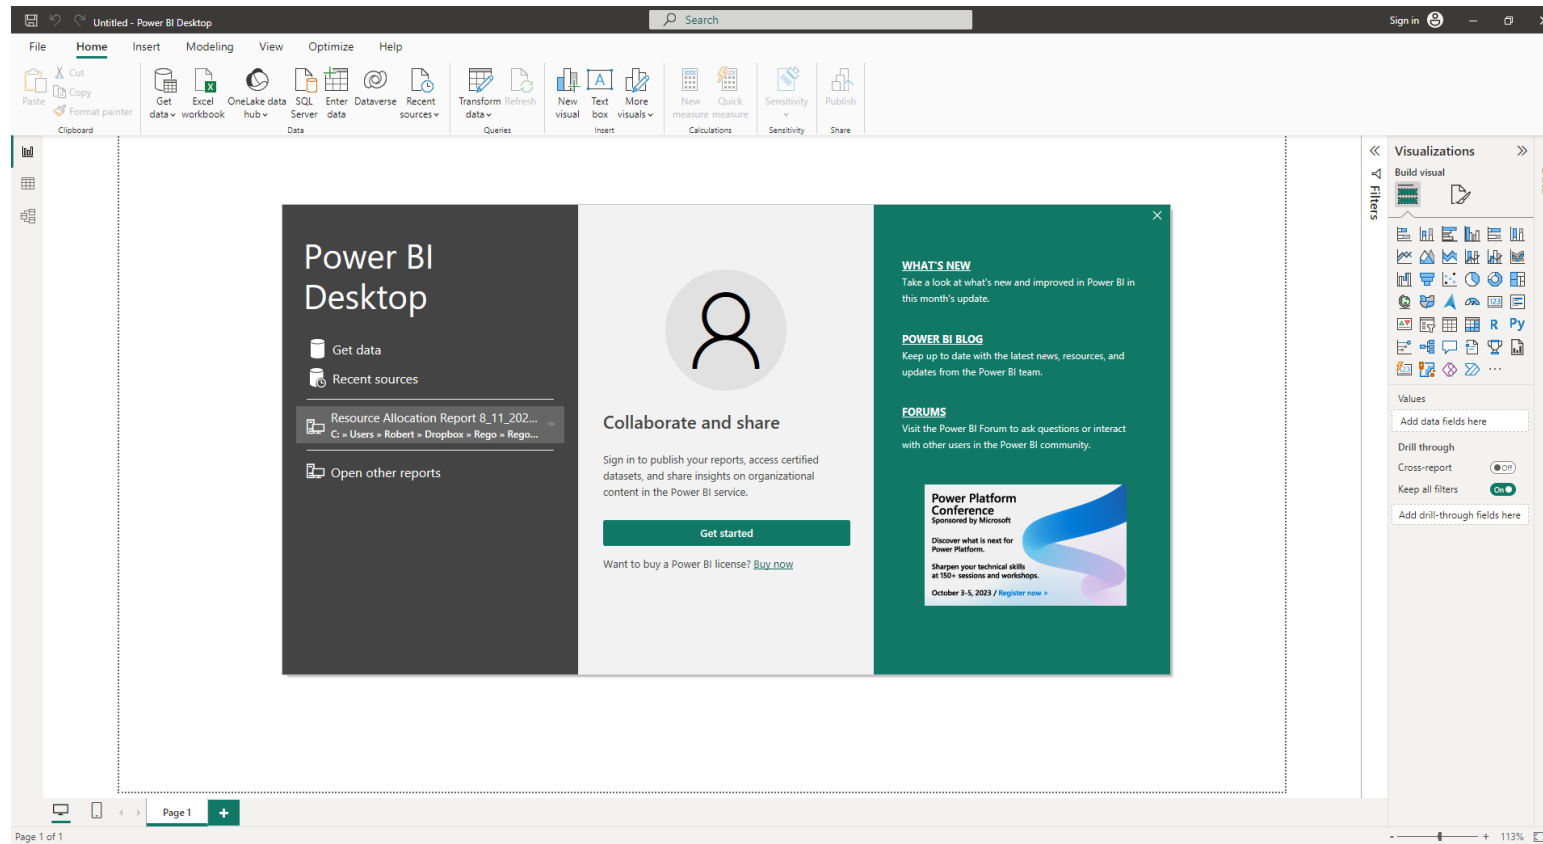 Untitled - Power BI Desktop
Search
Sign in
File Home Insert Modeling View Optimize Help
Paste
Cut
Copy
Format painter
Clipboard
Get data
Excel workbook
OneLake data hub
SQL Server
Enter data
Dataverse
Recent sources
Data
Transform data
Refresh
Queries
New visual
Text box
More visuals
Insert
New measure
Quick measure
Calculations
Sensitivity
Sensitivity
Publish
Share
Power BI
Desktop
Get data
Recent sources
Resource Allocation Report 8_11_202...
C: » Users » Robert » Dropbox » Rego » Rego...
Open other reports
Collaborate and share
Sign in to publish your reports, access certified
datasets, and share insights on organizational
content in the Power BI service.
Get started
Want to buy a Power BI license? Buy now
WHAT'S NEW
Take a look at what's new and improved in Power BI in
this month's update.
POWER BI BLOG
Keep up to date with the latest news, resources, and
updates from the Power BI team.
FORUMS
Visit the Power BI Forum to ask questions or interact
with other users in the Power BI community.
Power Platform
Conference
Sponsored by Microsoft
Discover what is next for
Power Platform.
Sharpen your technical skills
at 150+ sessions and workshops.
October 3-5, 2023 / Register now >
Filters
Visualizations
Build visual
123
R Py
123
Values
Add data fields here
Drill through
Cross-report
Off
Keep all filters
On
Add drill-through fields here
Page 1
Page 1 of 1
- + 113%